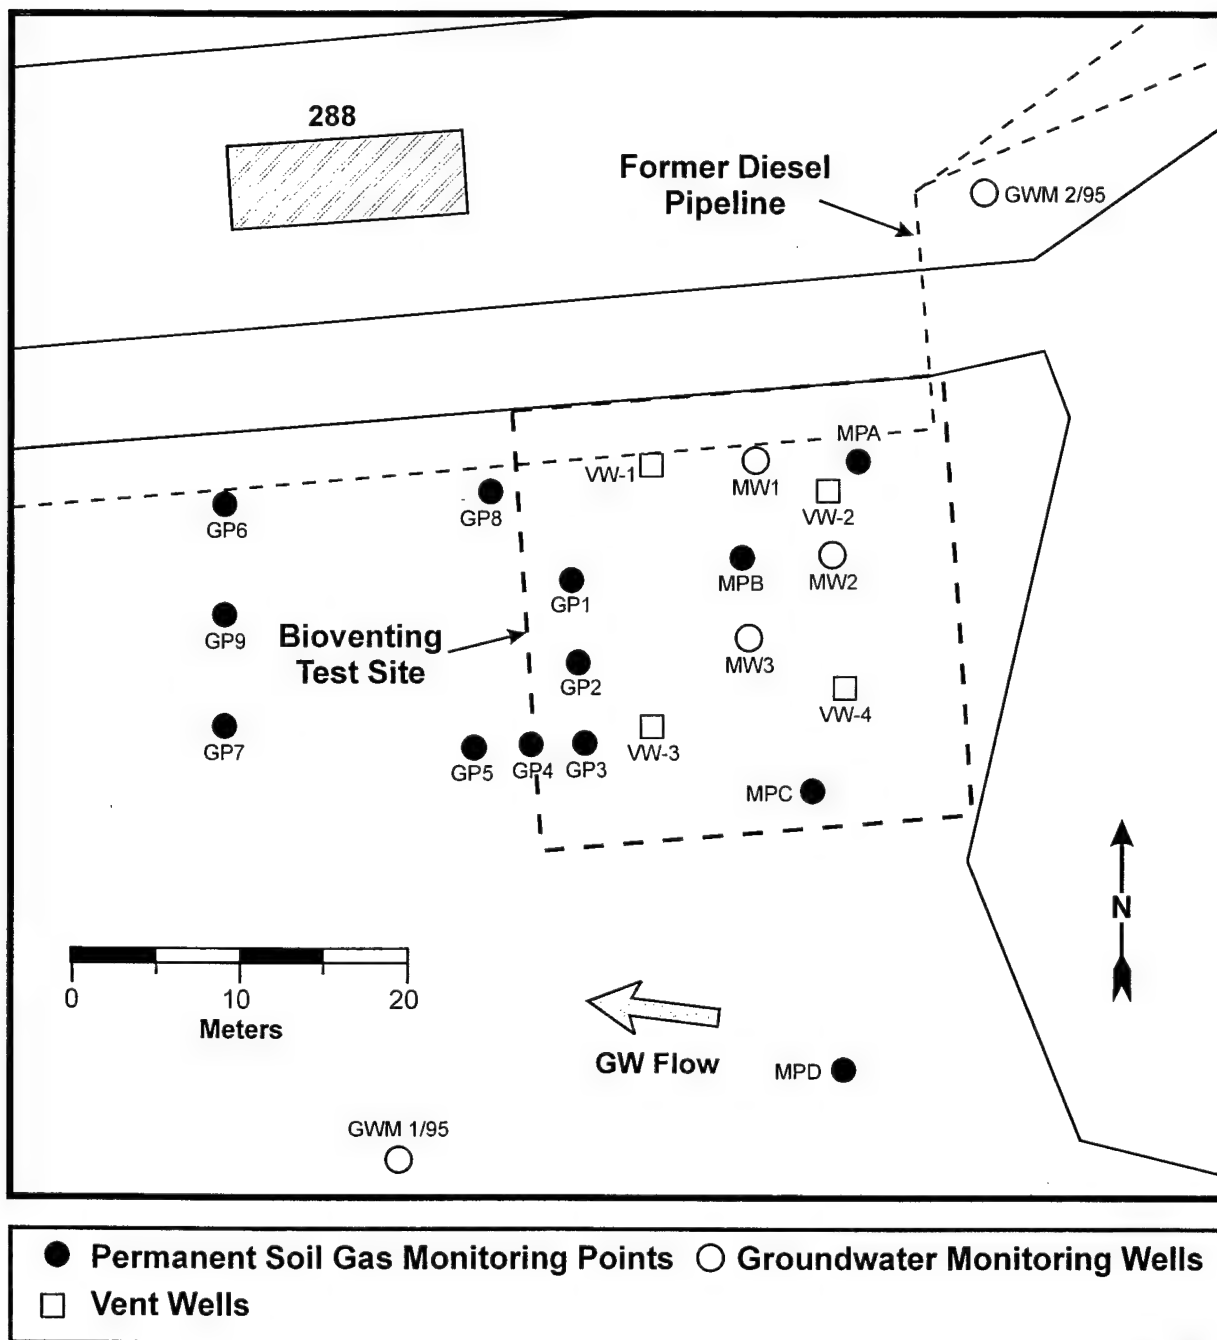 288
Former Diesel
Pipeline
GWM 2/95
MPA
VW-1
MW1
VW-2
GP6
GP8
MPB
MW2
GP1
GP9
Bioventing
Test Site
MW3
GP2
VW-4
GP7
VW-3
GP5
GP4
GP3
MPC
N
0
10
20
Meters
GW Flow
MPD
GWM 1/95
Permanent Soil Gas Monitoring Points
Groundwater Monitoring Wells
Vent Wells